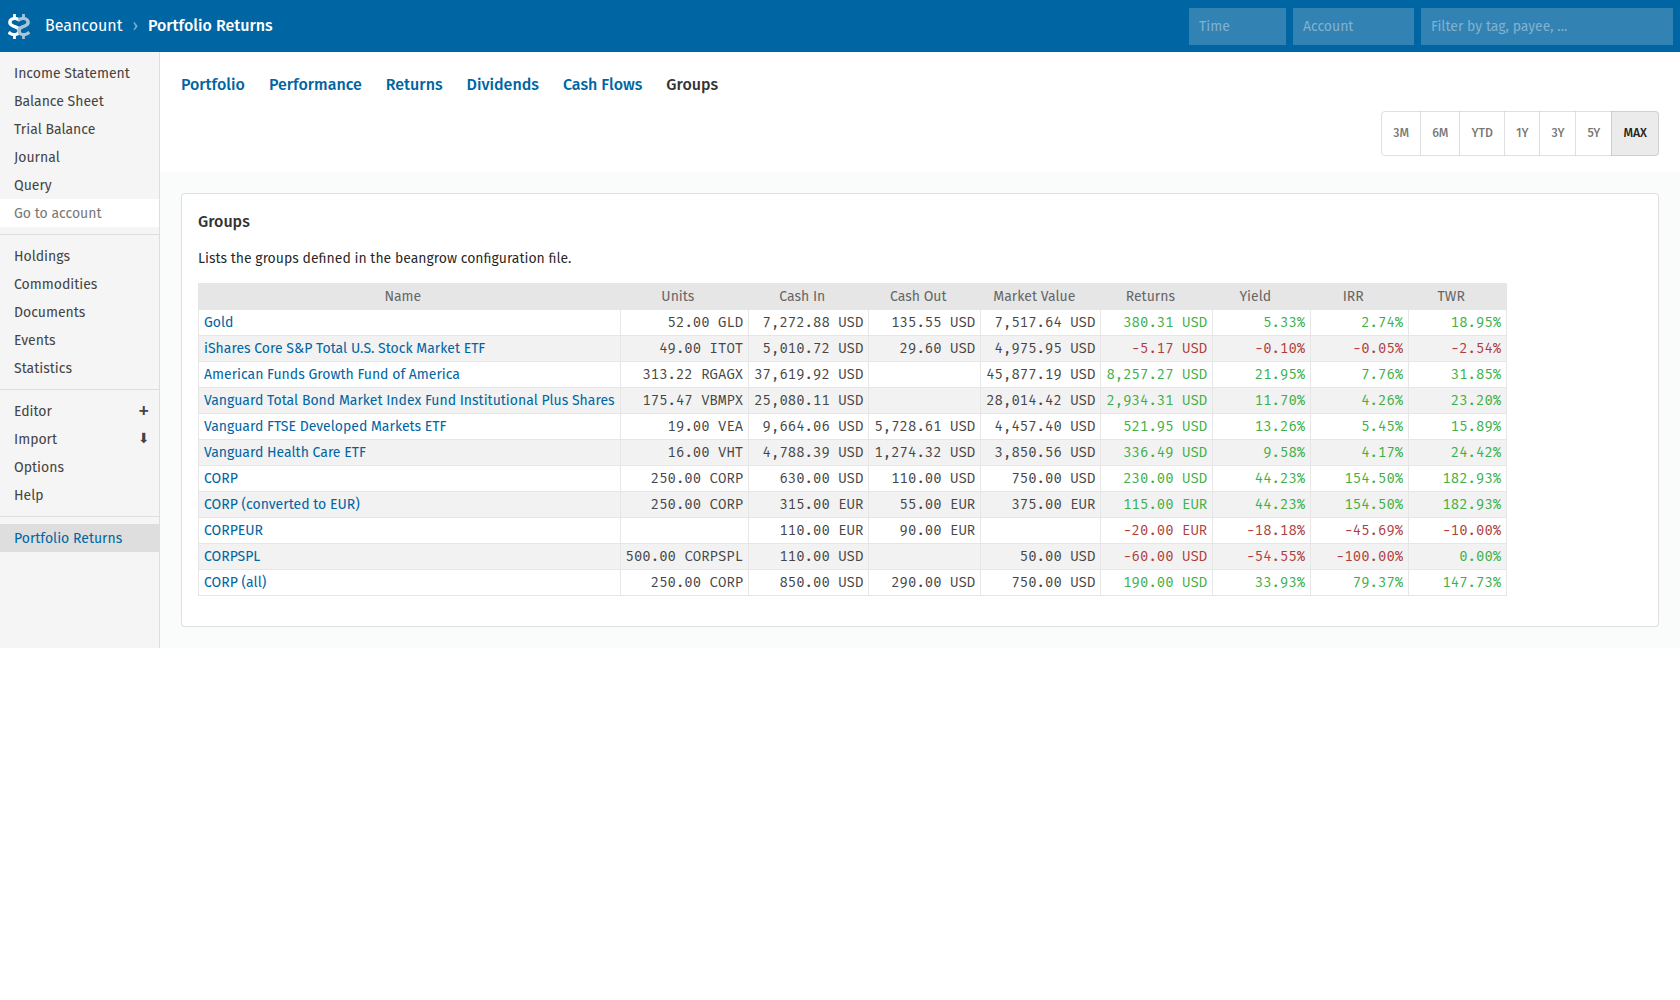 Beancount › Portfolio Returns
Time
Account
Filter by tag, payee, ...
Income Statement
Balance Sheet
Trial Balance
Journal
Query
Go to account
Holdings
Commodities
Documents
Events
Statistics
Editor +
Import ⬇
Options
Help
Portfolio Returns
Portfolio Performance Returns Dividends Cash Flows Groups
3M 6M YTD 1Y 3Y 5Y MAX
Groups
Lists the groups defined in the beangrow configuration file.
Name Units Cash In Cash Out Market Value Returns Yield IRR TWR
Gold 52.00 GLD 7,272.88 USD 135.55 USD 7,517.64 USD 380.31 USD 5.33% 2.74% 18.95%
iShares Core S&P Total U.S. Stock Market ETF 49.00 ITOT 5,010.72 USD 29.60 USD 4,975.95 USD -5.17 USD -0.10% -0.05% -2.54%
American Funds Growth Fund of America 313.22 RGAGX 37,619.92 USD 45,877.19 USD 8,257.27 USD 21.95% 7.76% 31.85%
Vanguard Total Bond Market Index Fund Institutional Plus Shares 175.47 VBMPX 25,080.11 USD 28,014.42 USD 2,934.31 USD 11.70% 4.26% 23.20%
Vanguard FTSE Developed Markets ETF 19.00 VEA 9,664.06 USD 5,728.61 USD 4,457.40 USD 521.95 USD 13.26% 5.45% 15.89%
Vanguard Health Care ETF 16.00 VHT 4,788.39 USD 1,274.32 USD 3,850.56 USD 336.49 USD 9.58% 4.17% 24.42%
CORP 250.00 CORP 630.00 USD 110.00 USD 750.00 USD 230.00 USD 44.23% 154.50% 182.93%
CORP (converted to EUR) 250.00 CORP 315.00 EUR 55.00 EUR 375.00 EUR 115.00 EUR 44.23% 154.50% 182.93%
CORPEUR 110.00 EUR 90.00 EUR -20.00 EUR -18.18% -45.69% -10.00%
CORPSPL 500.00 CORPSPL 110.00 USD 50.00 USD -60.00 USD -54.55% -100.00% 0.00%
CORP (all) 250.00 CORP 850.00 USD 290.00 USD 750.00 USD 190.00 USD 33.93% 79.37% 147.73%